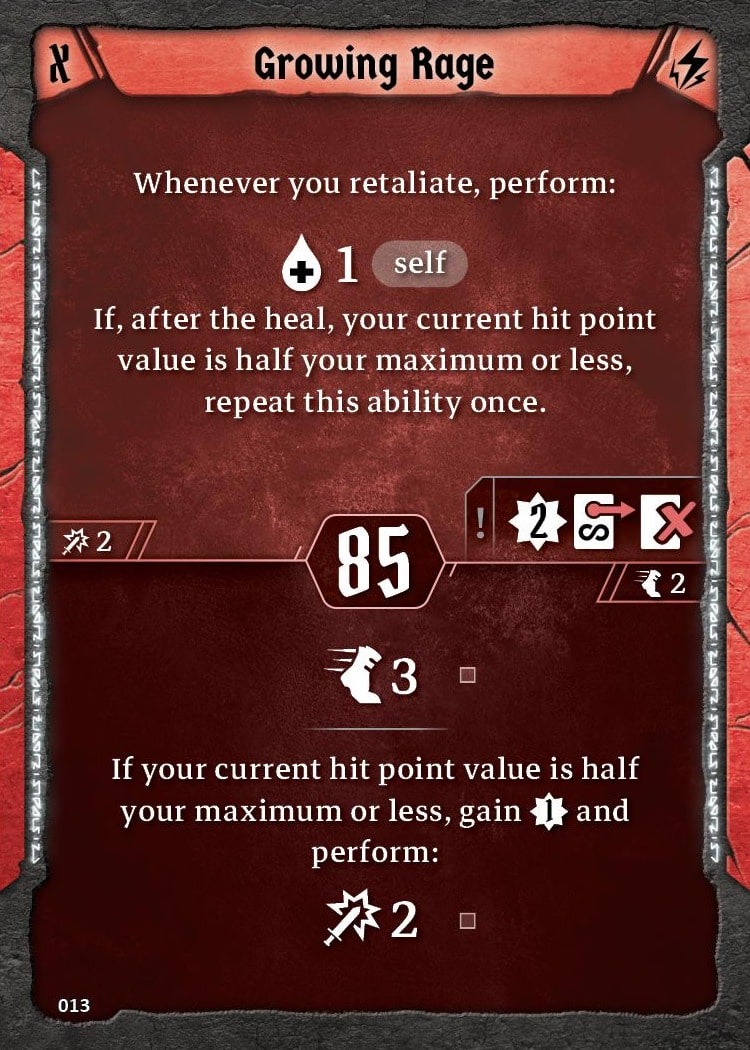 א Growing Rage
Whenever you retaliate, perform:
1 self
If, after the heal, your current hit point
value is half your maximum or less,
repeat this ability once.
! 2 ∞
2
85
2
3
If your current hit point value is half
your maximum or less, gain 1 and
perform:
2
013